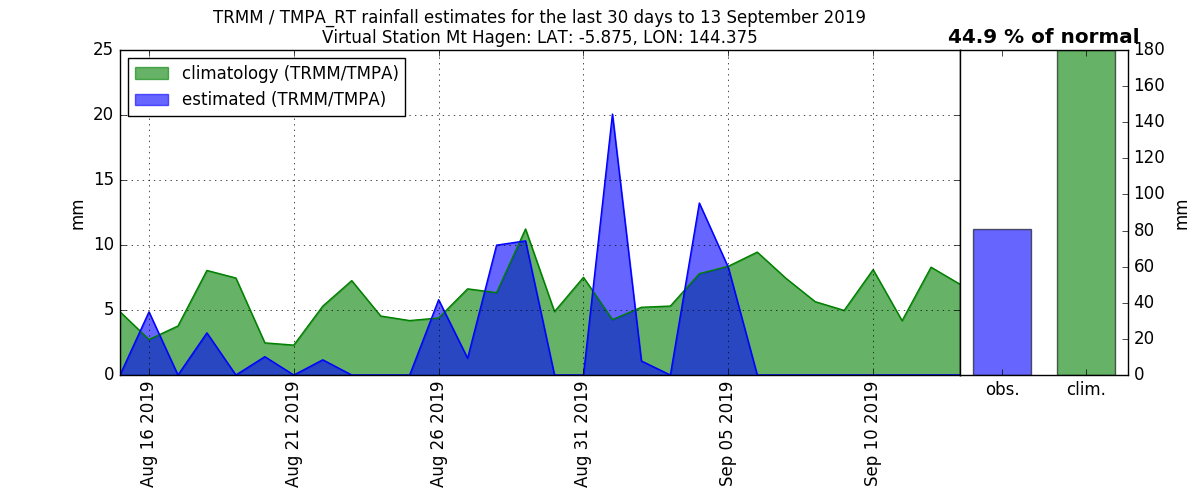 TRMM / TMPA_RT rainfall estimates for the last 30 days to 13 September 2019
Virtual Station Mt Hagen: LAT: -5.875, LON: 144.375
44.9 % of normal
climatology (TRMM/TMPA)
estimated (TRMM/TMPA)
25
20
15
10
5
0
mm
Aug 16 2019
Aug 21 2019
Aug 26 2019
Aug 31 2019
Sep 05 2019
Sep 10 2019
obs.
clim.
180
160
140
120
100
80
60
40
20
0
mm